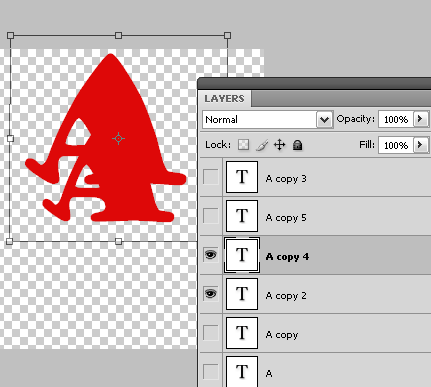 A
A
LAYERS
Normal Opacity: 100%
Lock: Fill: 100%
T A copy 3
T A copy 5
T A copy 4
T A copy 2
T A copy
T A